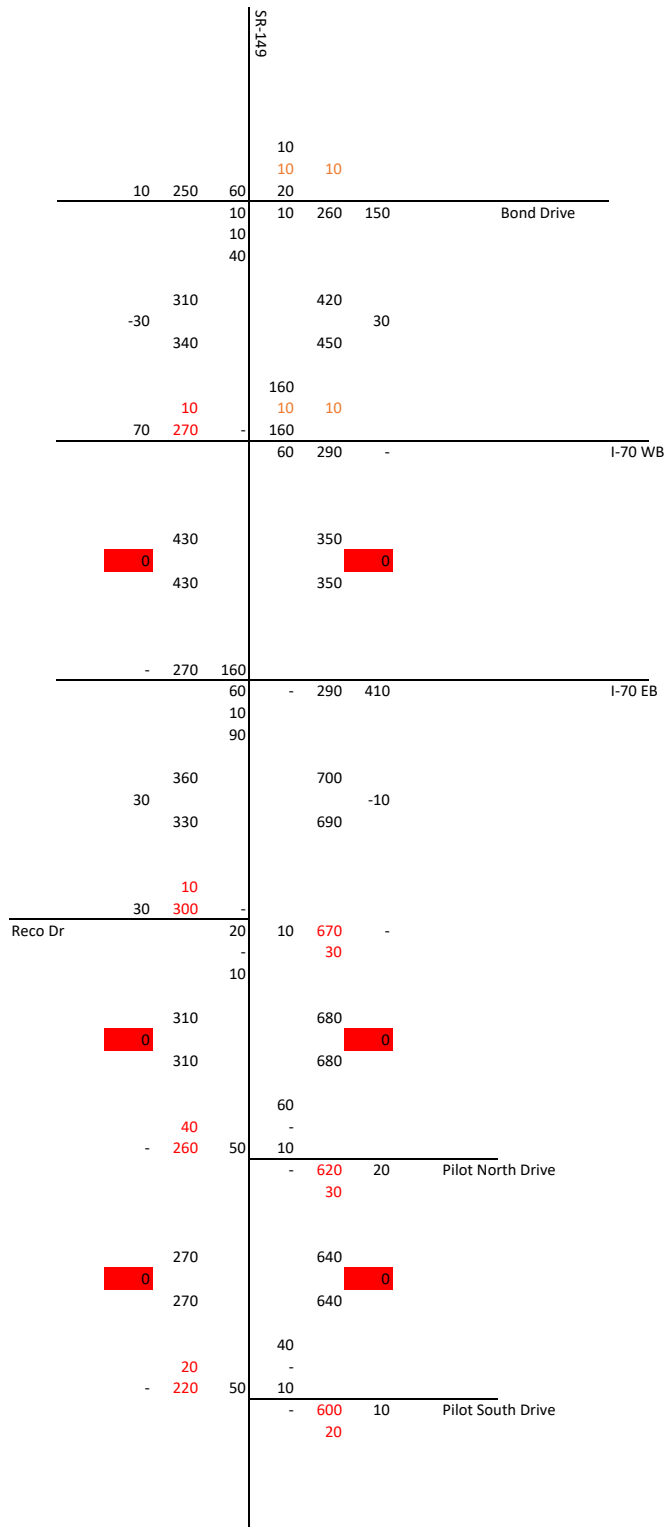 SR-149
10
10 10
10 250 60 20
10 10 260 150 Bond Drive
10
40
310 420
-30 30
340 450
160
10 10 10
70 270 - 160
60 290 - I-70 WB
430 350
0 0
430 350
- 270 160
60 - 290 410 I-70 EB
10
90
360 700
30 -10
330 690
10
30 300 -
Reco Dr 20 10 670 -
- 30
10
310 680
0 0
310 680
60
40 -
- 260 50 10
- 620 20 Pilot North Drive
30
270 640
0 0
270 640
40
20 -
- 220 50 10
- 600 10 Pilot South Drive
20